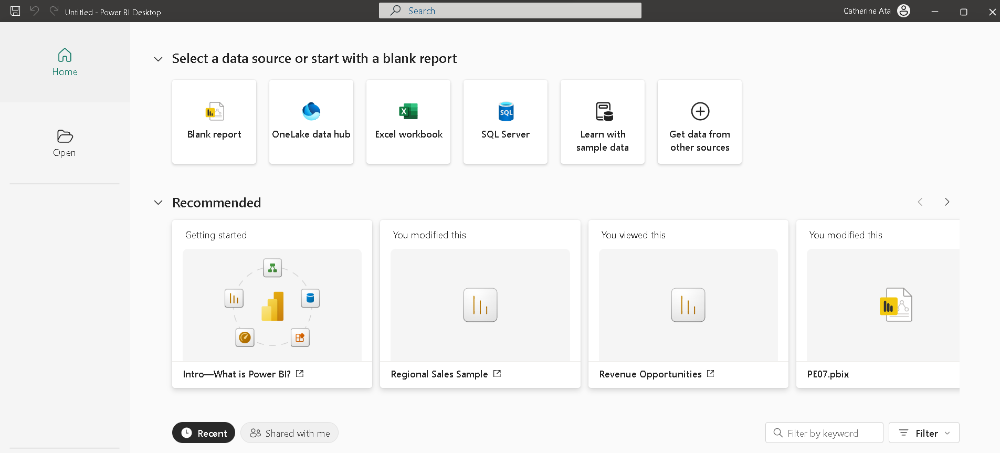 Untitled - Power BI Desktop
Search
Catherine Ata
Home
Open
Select a data source or start with a blank report
Blank report
OneLake data hub
Excel workbook
SQL
SQL Server
Learn with
sample data
Get data from
other sources
Recommended
Getting started
Intro—What is Power BI?
You modified this
Regional Sales Sample
You viewed this
Revenue Opportunities
You modified this
PE07.pbix
Recent
Shared with me
Filter by keyword
Filter